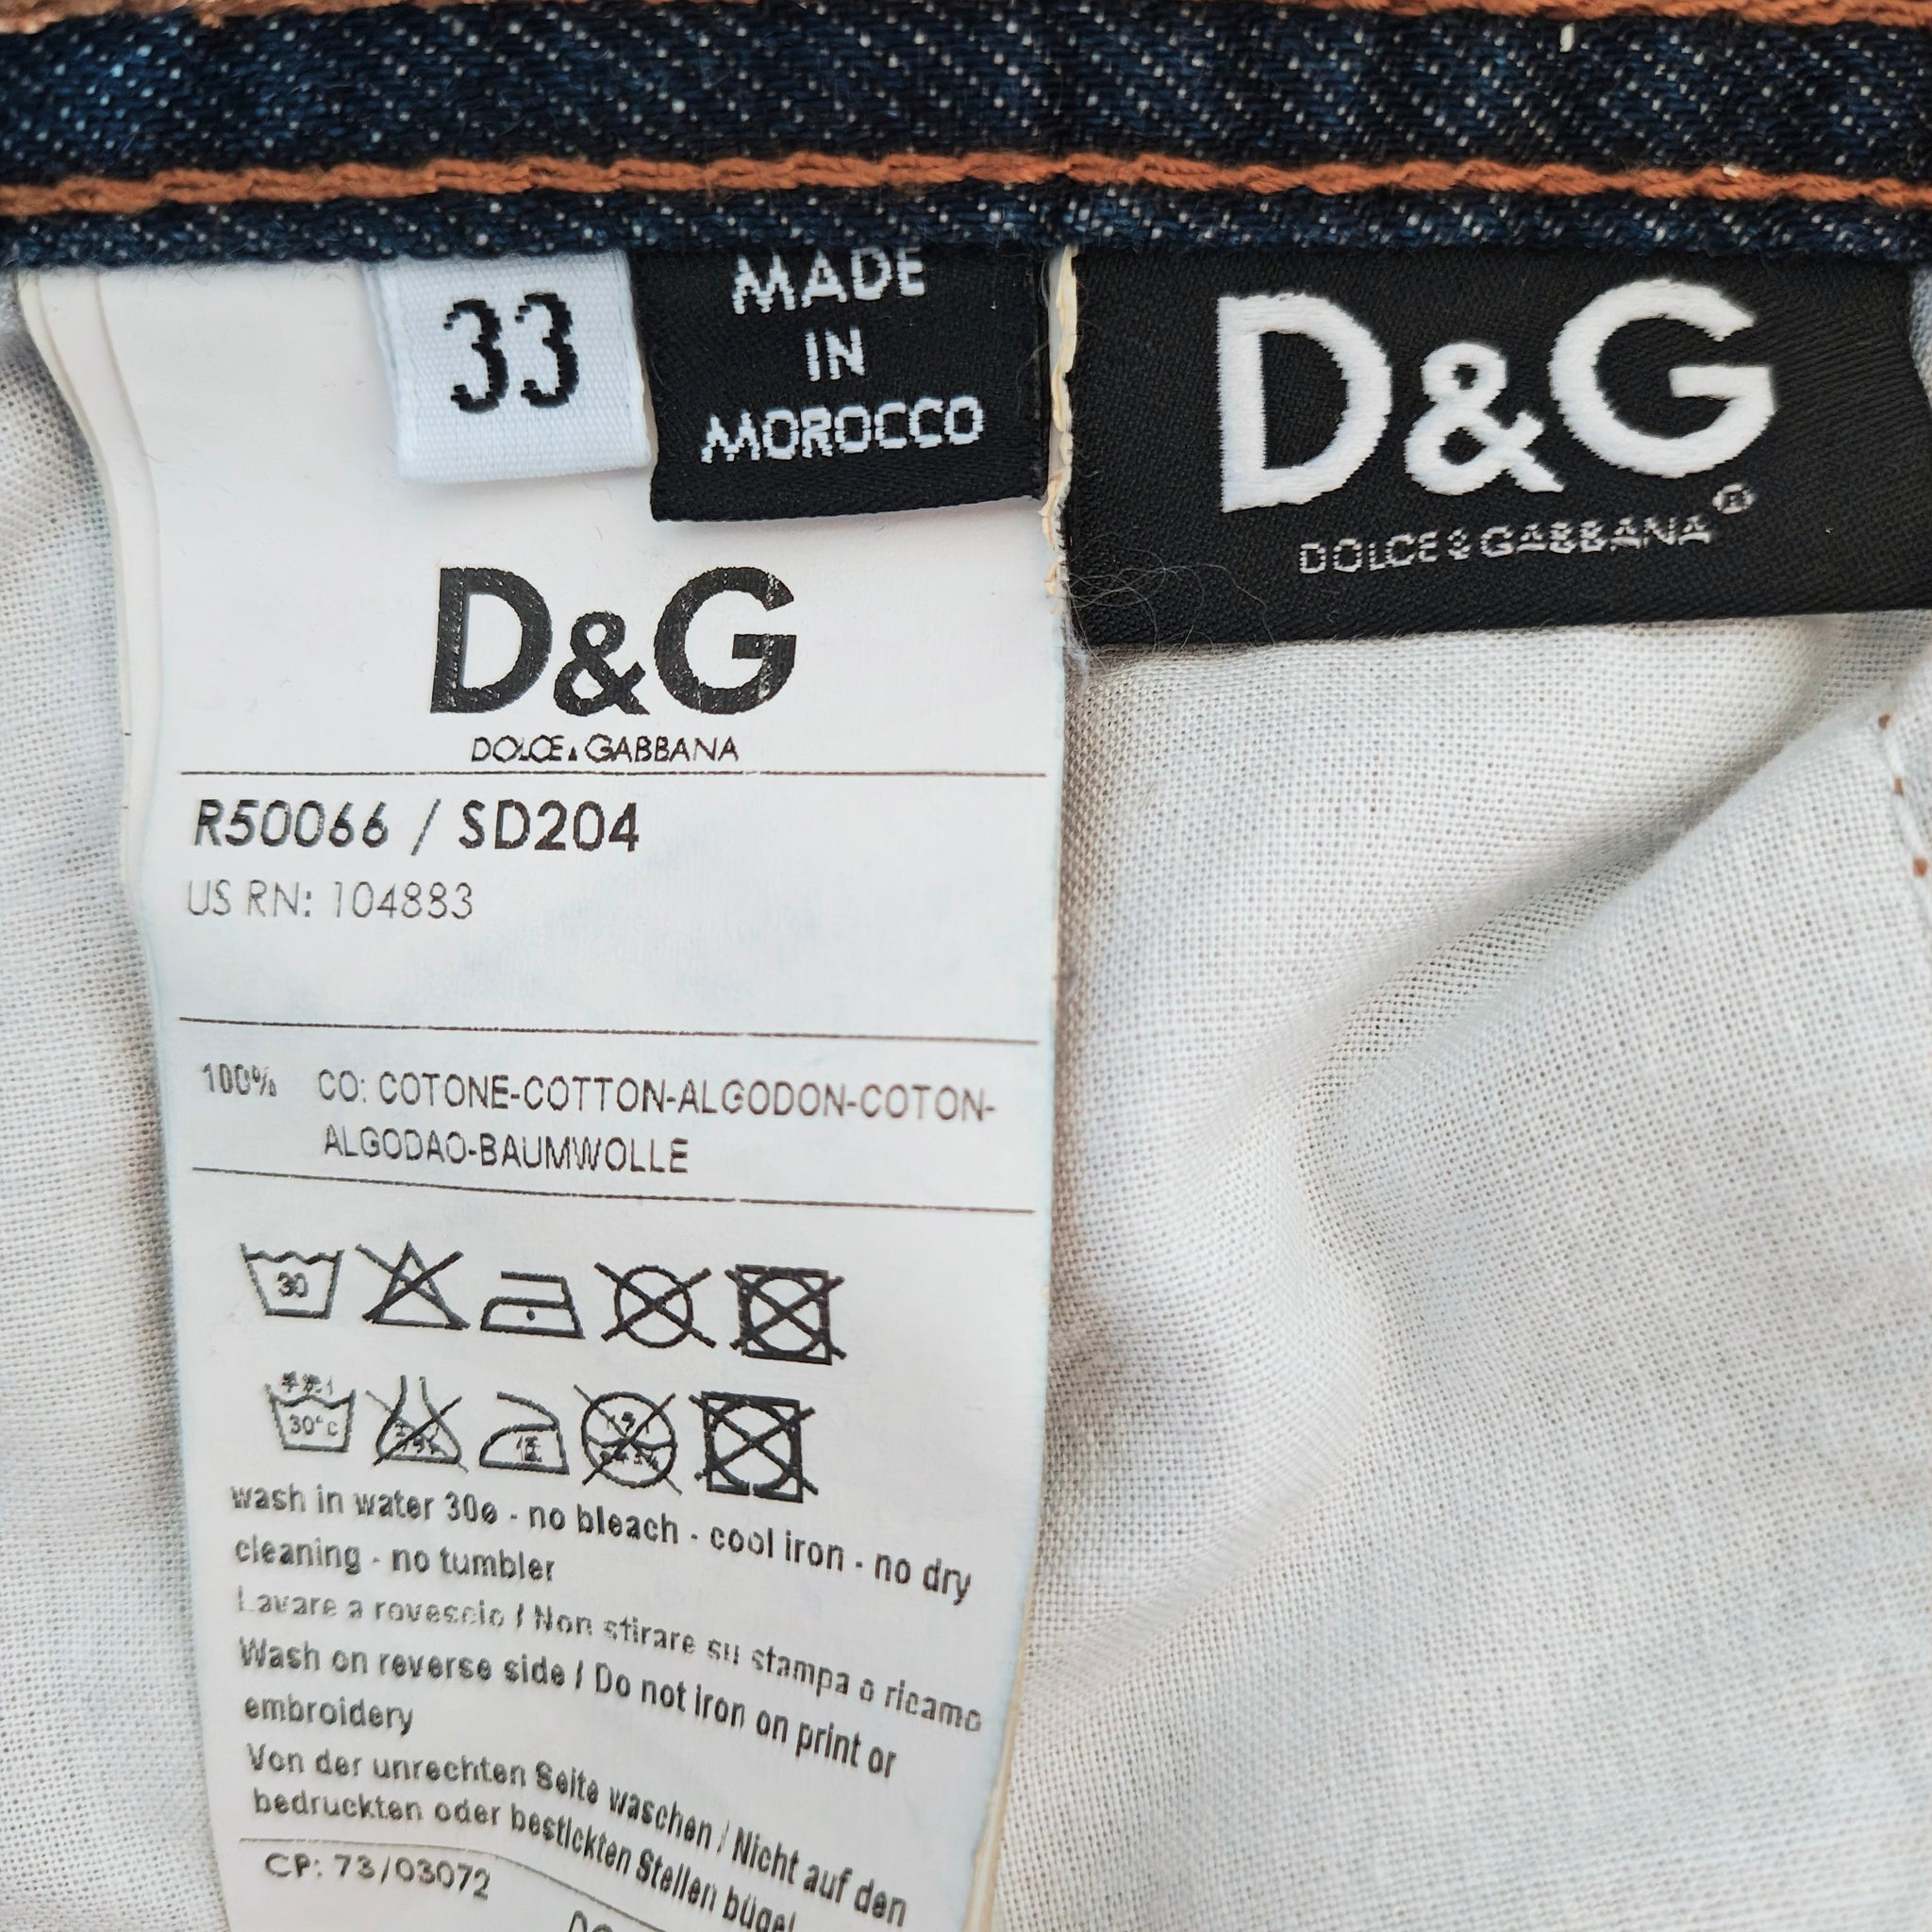 33
MADE
IN
MOROCCO
D&G
DOLCE&GABBANA®
D&G
DOLCE&GABBANA
R50066 / SD204
US RN: 104883
100% CO: COTONE-COTTON-ALGODON-COTON-
ALGODAO-BAUMWOLLE
30
30°c
wash in water 30ø - no bleach - cool iron - no dry
cleaning - no tumbler
Lavare a rovescio / Non stirare su stampa o ricamo
Wash on reverse side / Do not iron on print or
embroidery
Von der unrechten Seite waschen / Nicht auf den
bedruckten oder bestickten Stellen bügel
CP: 73/03072